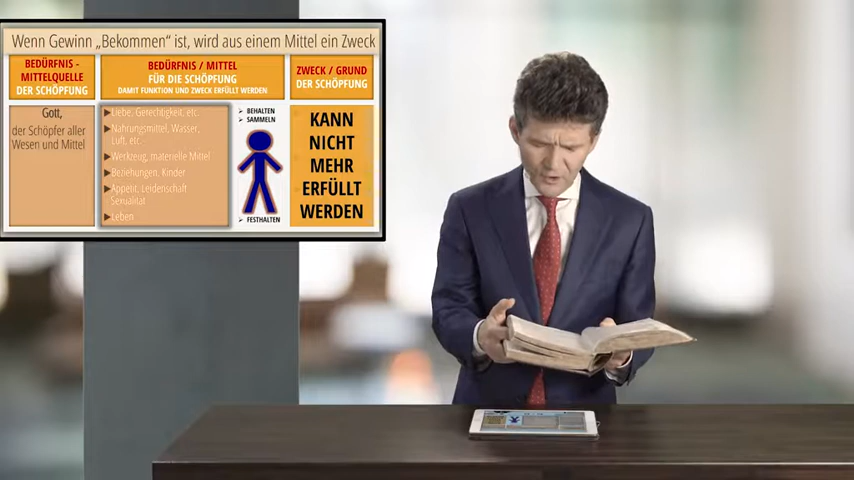 Wenn Gewinn „Bekommen“ ist, wird aus einem Mittel ein Zweck
BEDÜRFNIS -
MITTELQUELLE
DER SCHÖPFUNG
BEDÜRFNIS / MITTEL
FÜR DIE SCHÖPFUNG
DAMIT FUNKTION UND ZWECK ERFÜLLT WERDEN
ZWECK / GRUND
DER SCHÖPFUNG
Gott,
der Schöpfer aller
Wesen und Mittel
Liebe, Gerechtigkeit, etc.
Nahrungsmittel, Wasser,
Luft, etc.
Werkzeug, materielle Mittel
Beziehungen, Kinder
Appetit, Leidenschaft
Sexualität
Leben
BEHALTEN
SAMMELN
FESTHALTEN
KANN
NICHT
MEHR
ERFÜLLT
WERDEN